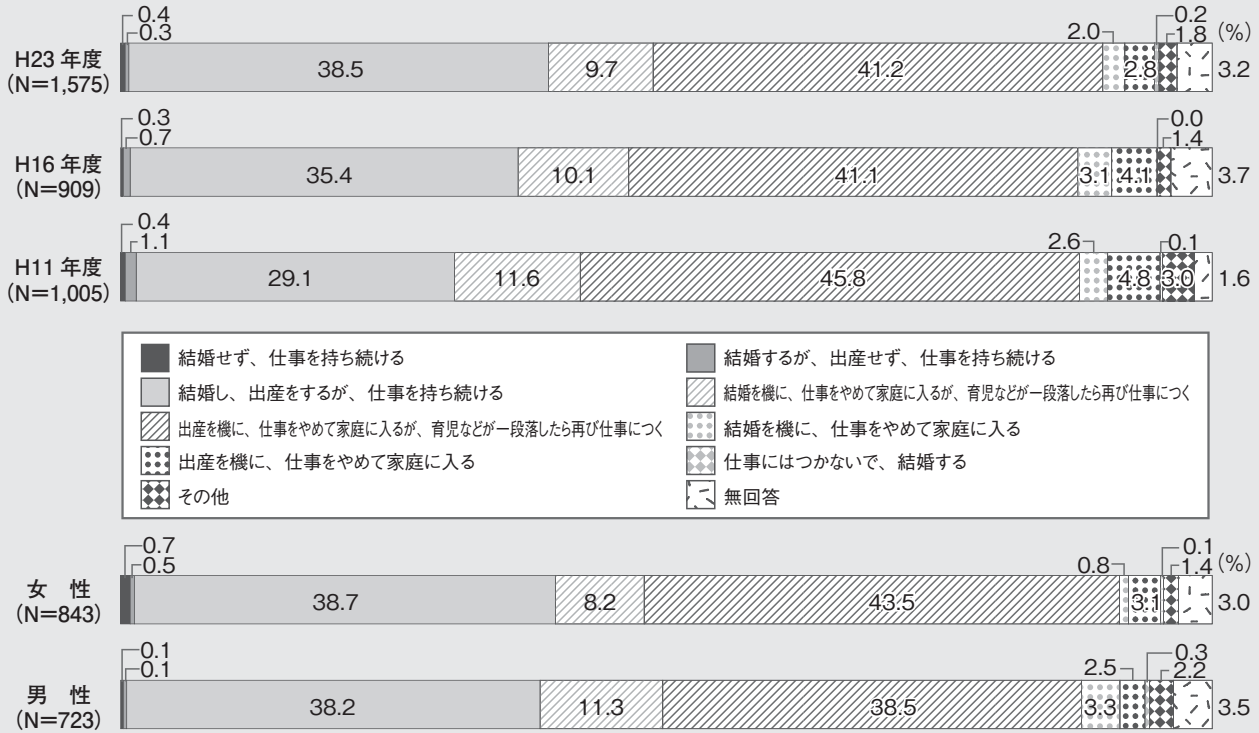 0.4
0.3
2.0
0.2
1.8 (%)
H23 年度
(N=1,575)
38.5 9.7 41.2 2.8 3.2
0.3
0.7
0.0
1.4
H16 年度
(N=909)
35.4 10.1 41.1 3.1 4.1 3.7
0.4
1.1
2.6 0.1
H11 年度
(N=1,005)
29.1 11.6 45.8 4.8 3.0 1.6
結婚せず、仕事を持ち続ける
結婚するが、出産せず、仕事を持ち続ける
結婚し、出産をするが、仕事を持ち続ける
結婚を機に、仕事をやめて家庭に入るが、育児などが一段落したら再び仕事につく
出産を機に、仕事をやめて家庭に入るが、育児などが一段落したら再び仕事につく
結婚を機に、仕事をやめて家庭に入る
出産を機に、仕事をやめて家庭に入る
仕事にはつかないで、結婚する
その他
無回答
0.7
0.5
0.8
0.1
1.4 (%)
女 性
(N=843)
38.7 8.2 43.5 3.1 3.0
0.1
0.1
2.5
0.3
2.2
男 性
(N=723)
38.2 11.3 38.5 3.3 3.5